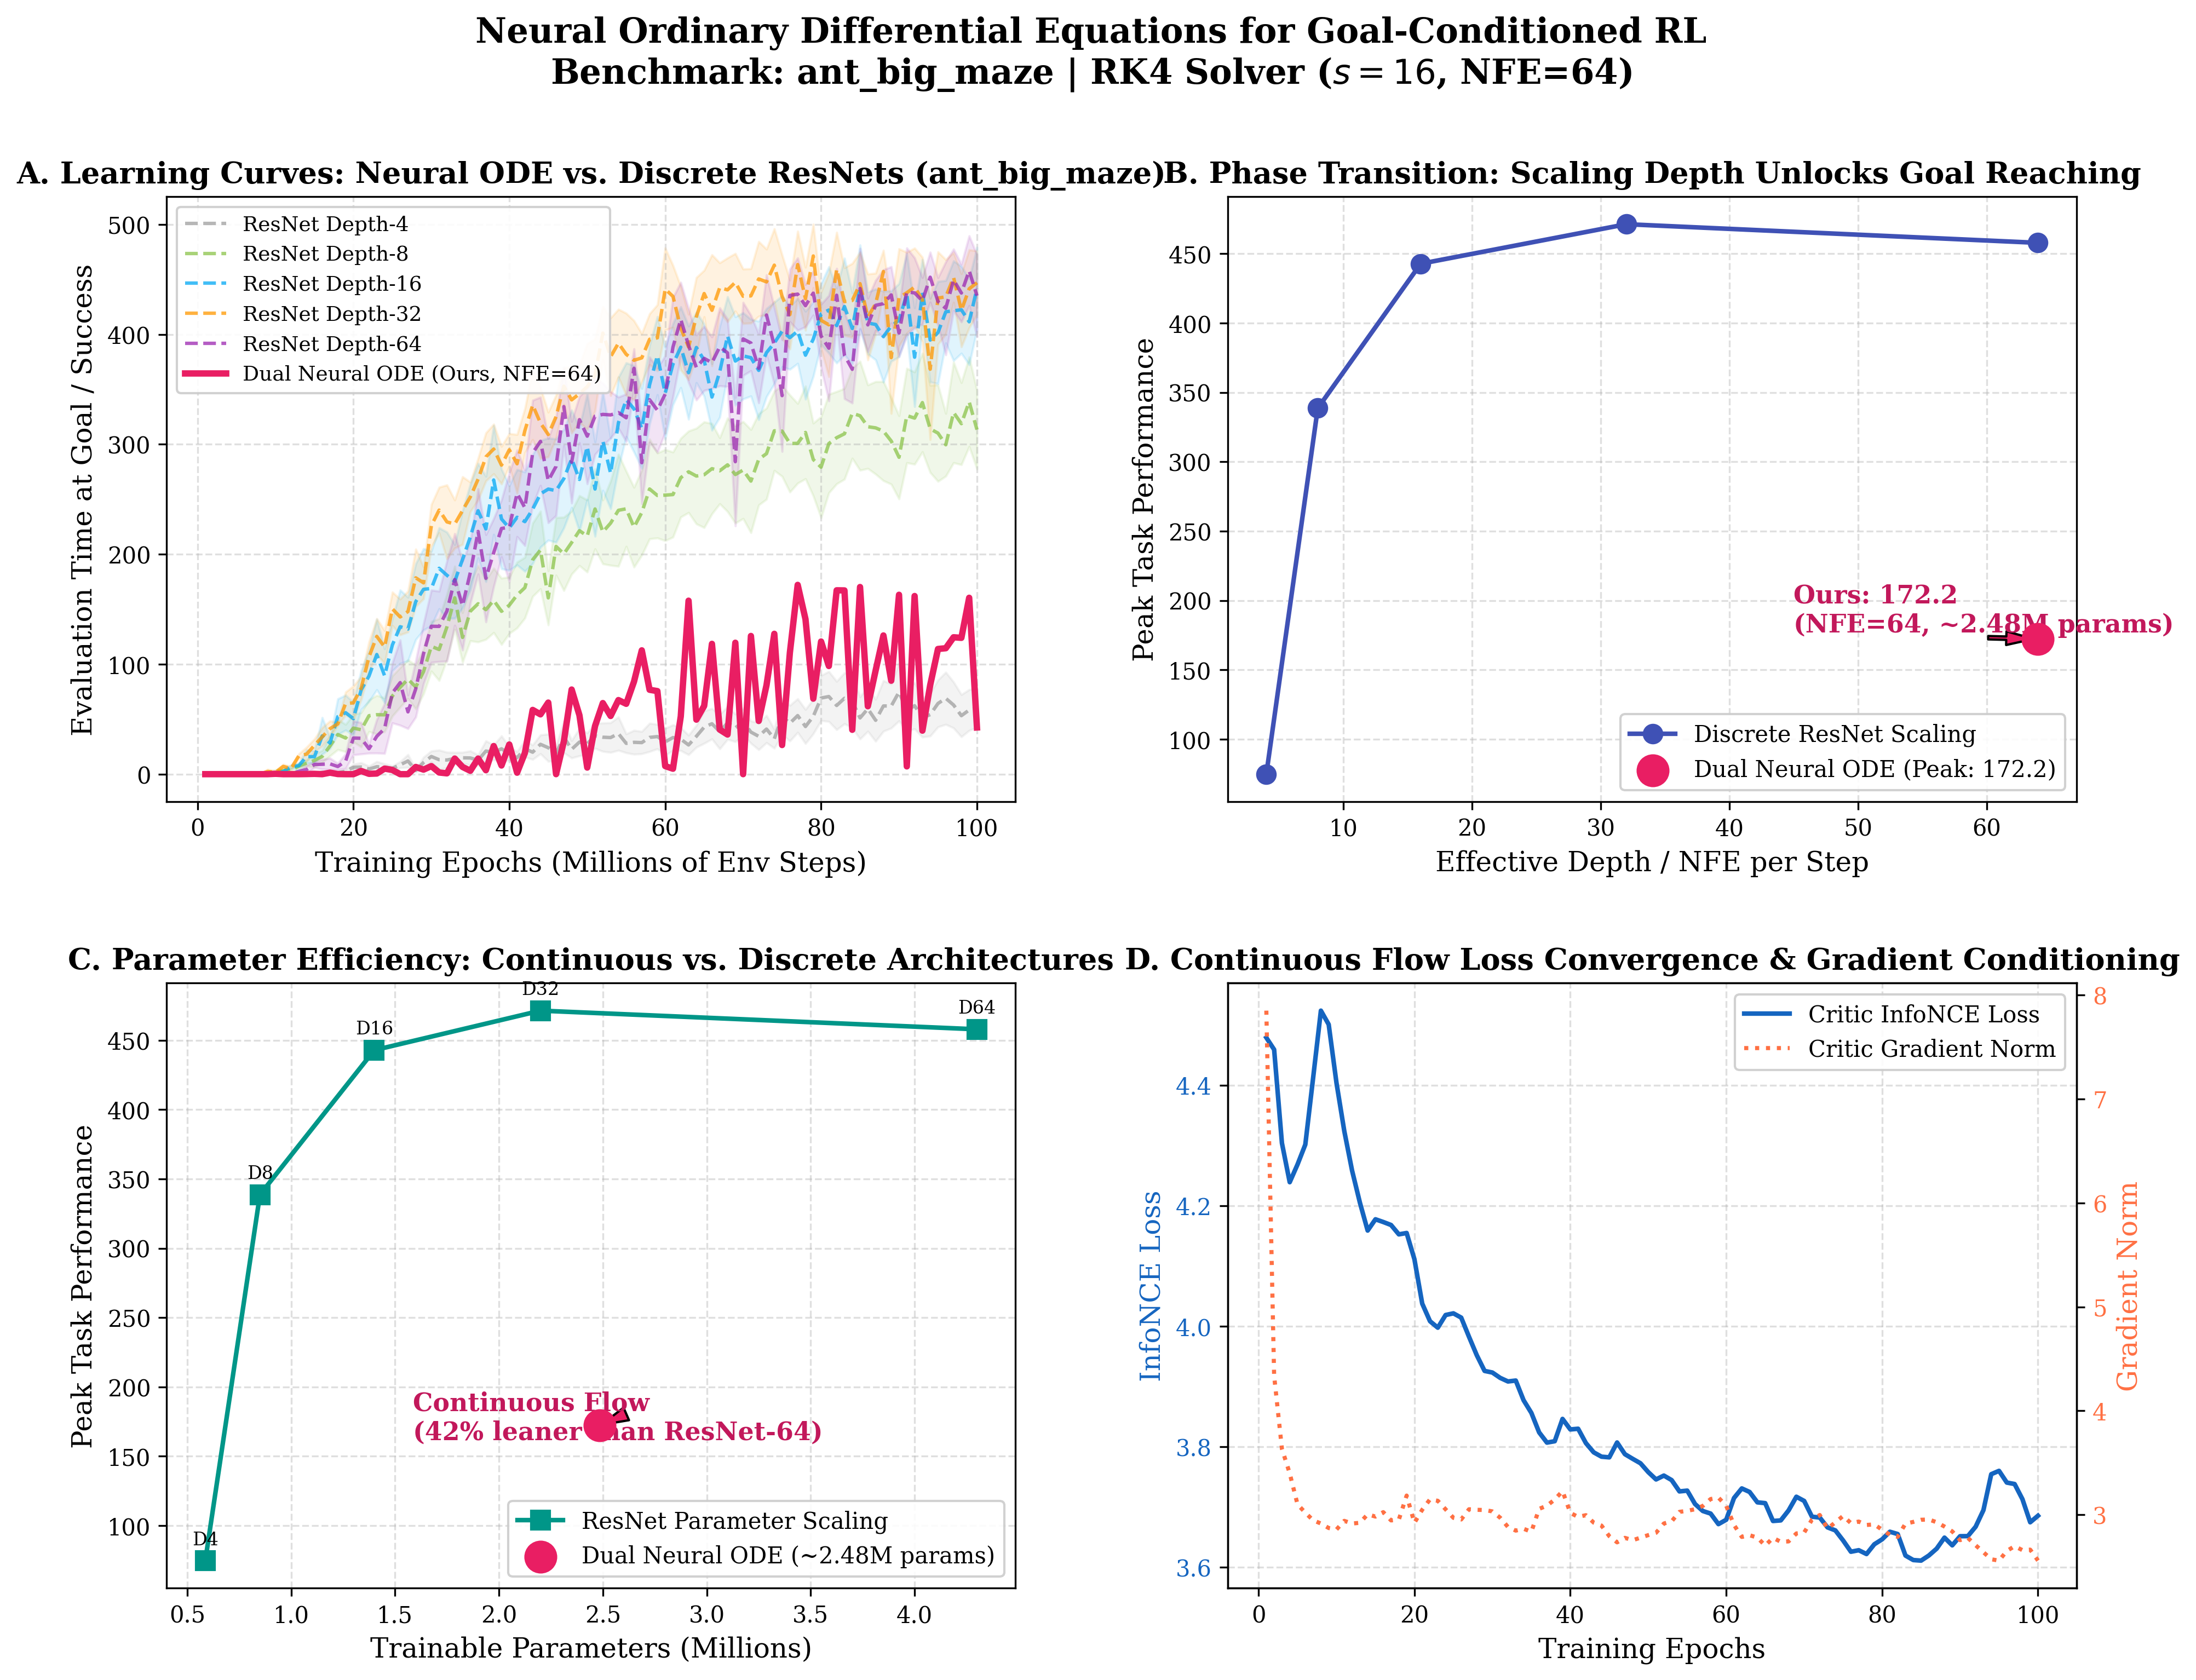 Neural Ordinary Differential Equations for Goal-Conditioned RL
Benchmark: ant_big_maze | RK4 Solver (s = 16, NFE=64)
A. Learning Curves: Neural ODE vs. Discrete ResNets (ant_big_maze)
ResNet Depth-4
ResNet Depth-8
ResNet Depth-16
ResNet Depth-32
ResNet Depth-64
Dual Neural ODE (Ours, NFE=64)
Evaluation Time at Goal / Success
500
400
300
200
100
0
0 20 40 60 80 100
Training Epochs (Millions of Env Steps)
B. Phase Transition: Scaling Depth Unlocks Goal Reaching
Peak Task Performance
450
400
350
300
250
200
150
100
Ours: 172.2
(NFE=64, ~2.48M params)
Discrete ResNet Scaling
Dual Neural ODE (Peak: 172.2)
10 20 30 40 50 60
Effective Depth / NFE per Step
C. Parameter Efficiency: Continuous vs. Discrete Architectures
Peak Task Performance
450
400
350
300
250
200
150
100
D4
D8
D16
D32
D64
Continuous Flow
(42% leaner than ResNet-64)
ResNet Parameter Scaling
Dual Neural ODE (~2.48M params)
0.5 1.0 1.5 2.0 2.5 3.0 3.5 4.0
Trainable Parameters (Millions)
D. Continuous Flow Loss Convergence & Gradient Conditioning
Critic InfoNCE Loss
Critic Gradient Norm
InfoNCE Loss
4.4
4.2
4.0
3.8
3.6
8
7
6
5
4
3
Gradient Norm
0 20 40 60 80 100
Training Epochs